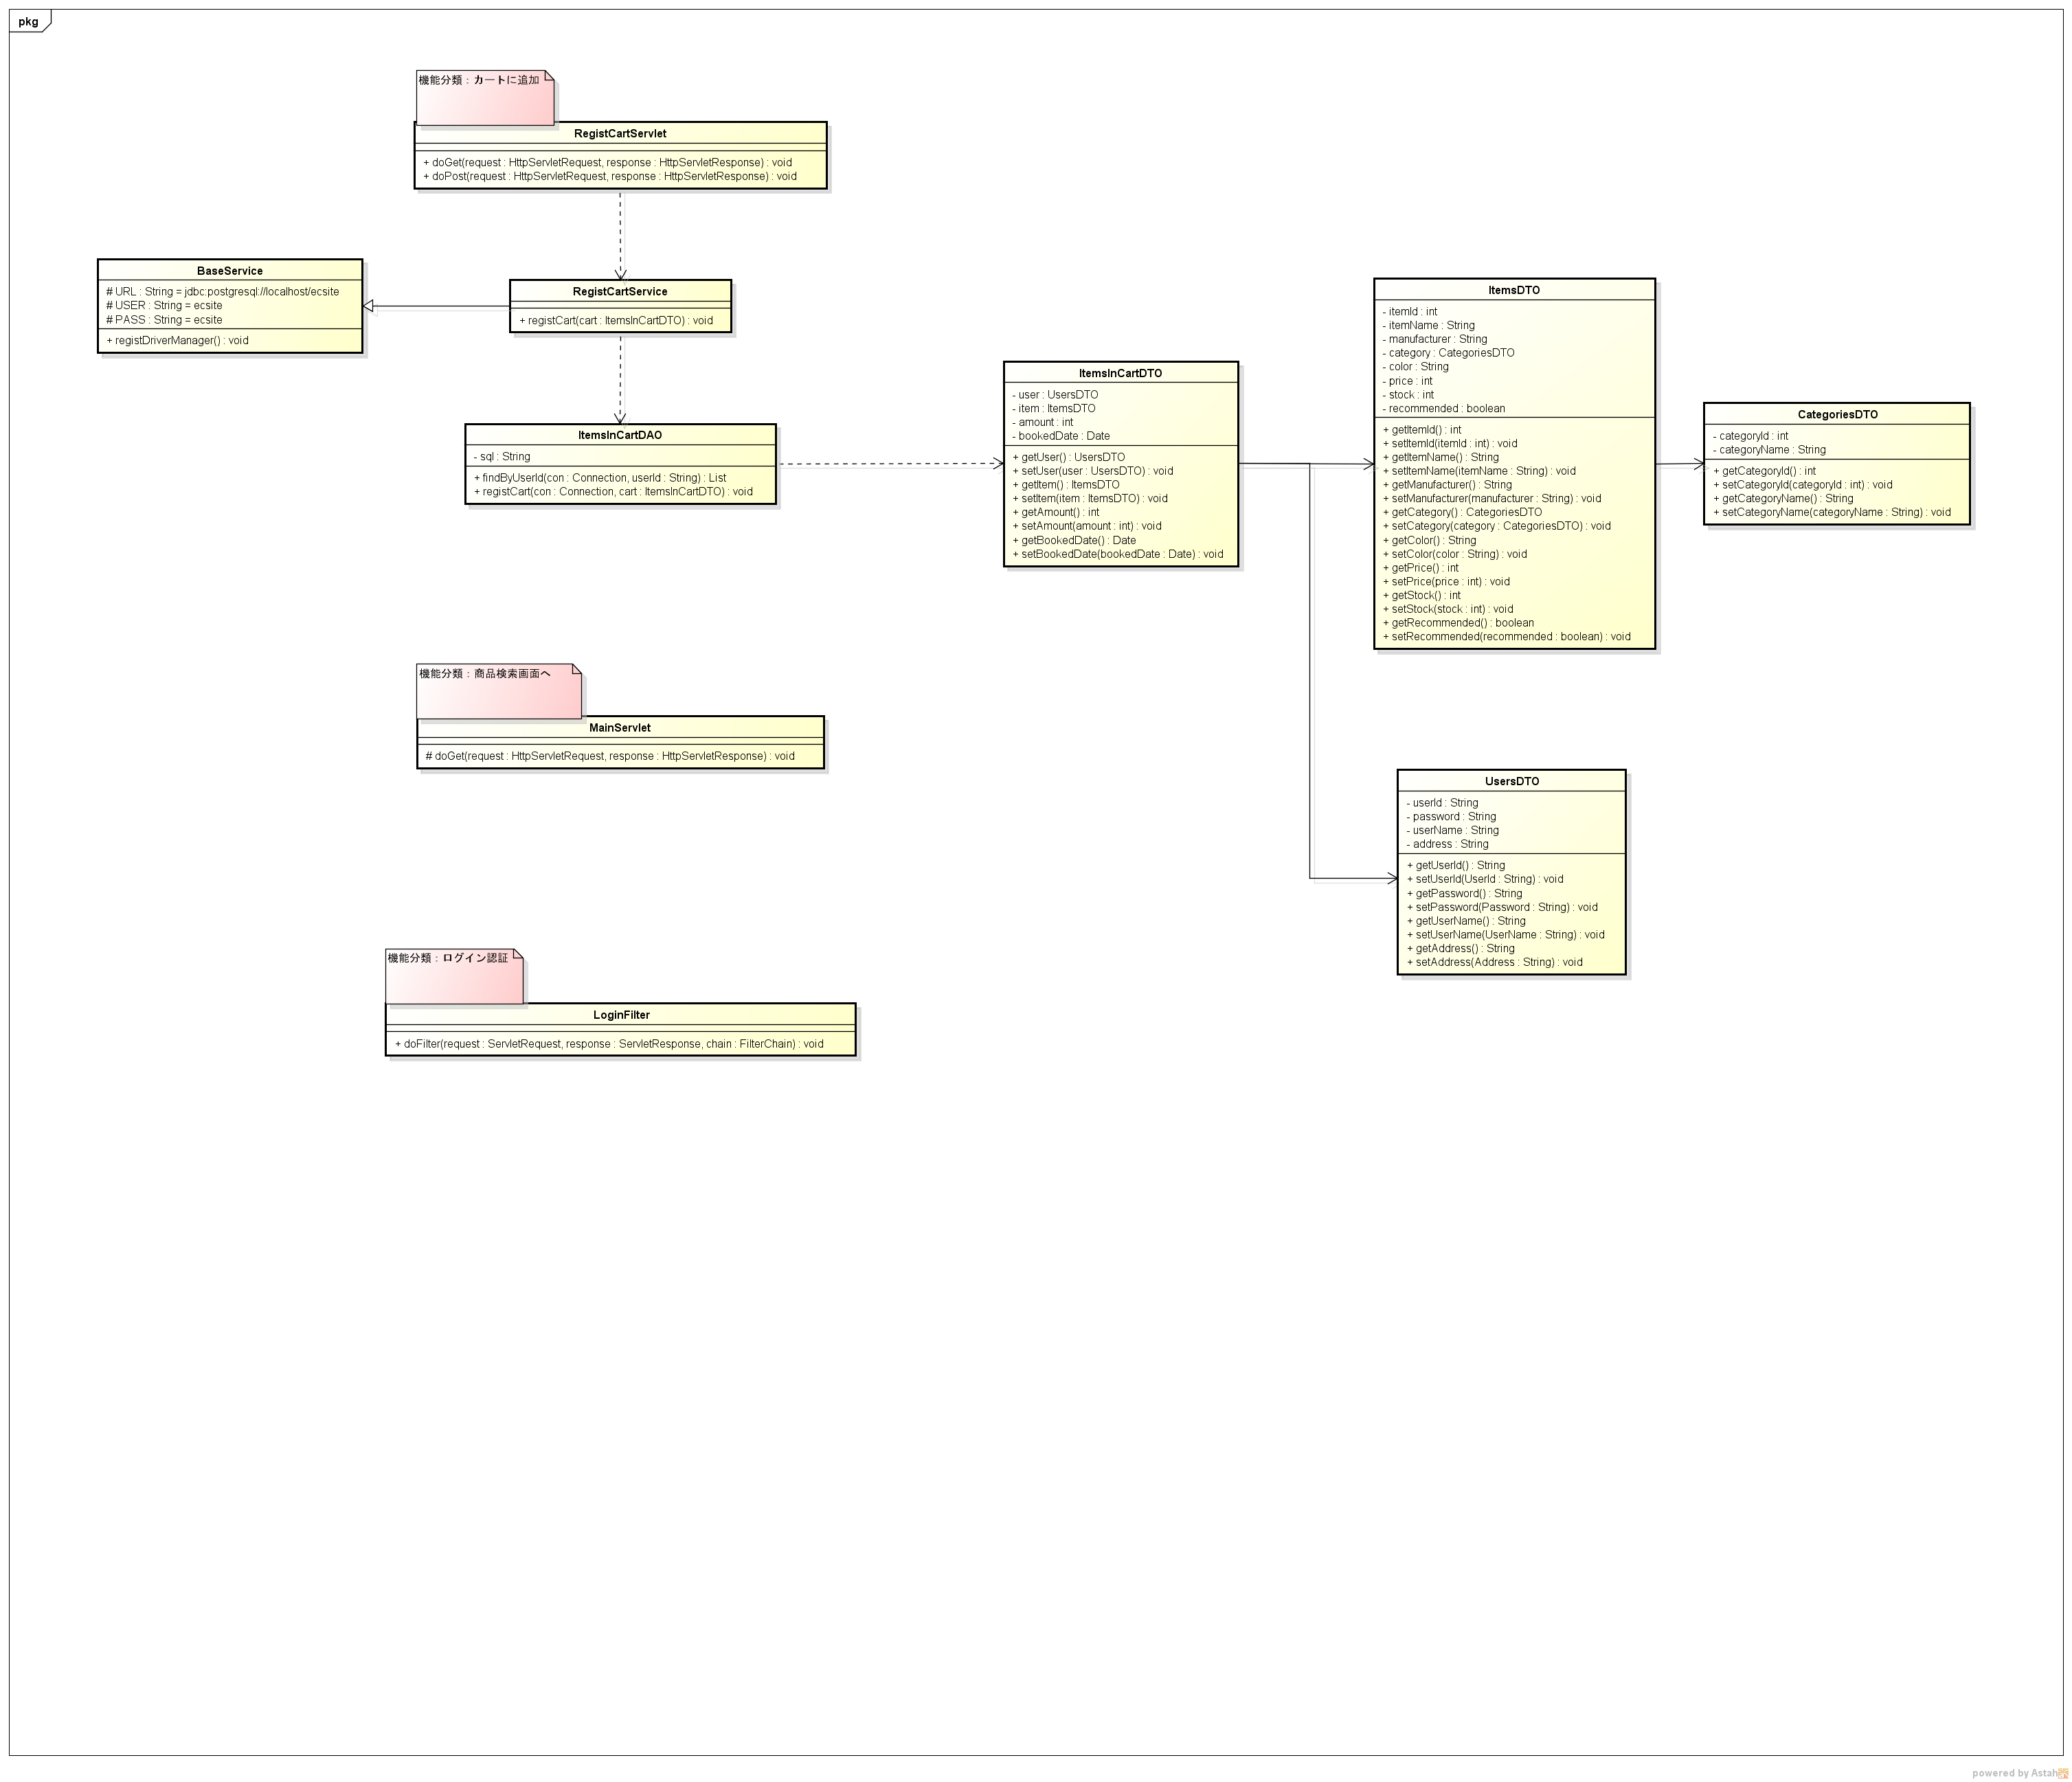 pkg
機能分類：カートに追加
RegistCartServlet
+ doGet(request : HttpServletRequest, response : HttpServletResponse) : void
+ doPost(request : HttpServletRequest, response : HttpServletResponse) : void
BaseService
# URL : String = jdbc:postgresql://localhost/ecsite
# USER : String = ecsite
# PASS : String = ecsite
+ registDriverManager() : void
RegistCartService
+ registCart(cart : ItemsInCartDTO) : void
ItemsInCartDAO
- sql : String
+ findByUserId(con : Connection, userId : String) : List
+ registCart(con : Connection, cart : ItemsInCartDTO) : void
ItemsInCartDTO
- user : UsersDTO
- item : ItemsDTO
- amount : int
- bookedDate : Date
+ getUser() : UsersDTO
+ setUser(user : UsersDTO) : void
+ getItem() : ItemsDTO
+ setItem(item : ItemsDTO) : void
+ getAmount() : int
+ setAmount(amount : int) : void
+ getBookedDate() : Date
+ setBookedDate(bookedDate : Date) : void
ItemsDTO
- itemId : int
- itemName : String
- manufacturer : String
- category : CategoriesDTO
- color : String
- price : int
- stock : int
- recommended : boolean
+ getItemId() : int
+ setItemId(itemId : int) : void
+ getItemName() : String
+ setItemName(itemName : String) : void
+ getManufacturer() : String
+ setManufacturer(manufacturer : String) : void
+ getCategory() : CategoriesDTO
+ setCategory(category : CategoriesDTO) : void
+ getColor() : String
+ setColor(color : String) : void
+ getPrice() : int
+ setPrice(price : int) : void
+ getStock() : int
+ setStock(stock : int) : void
+ getRecommended() : boolean
+ setRecommended(recommended : boolean) : void
CategoriesDTO
- categoryId : int
- categoryName : String
+ getCategoryId() : int
+ setCategoryId(categoryId : int) : void
+ getCategoryName() : String
+ setCategoryName(categoryName : String) : void
機能分類：商品検索画面へ
MainServlet
# doGet(request : HttpServletRequest, response : HttpServletResponse) : void
UsersDTO
- userId : String
- password : String
- userName : String
- address : String
+ getUserId() : String
+ setUserId(UserId : String) : void
+ getPassword() : String
+ setPassword(Password : String) : void
+ getUserName() : String
+ setUserName(UserName : String) : void
+ getAddress() : String
+ setAddress(Address : String) : void
機能分類：ログイン認証
LoginFilter
+ doFilter(request : ServletRequest, response : ServletResponse, chain : FilterChain) : void
powered by Astah